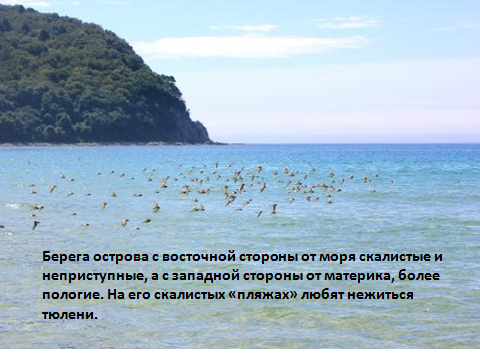 Берега острова с восточной стороны от моря скалистые и
неприступные, а с западной стороны от материка, более
пологие. На его скалистых «пляжах» любят нежиться
тюлени.